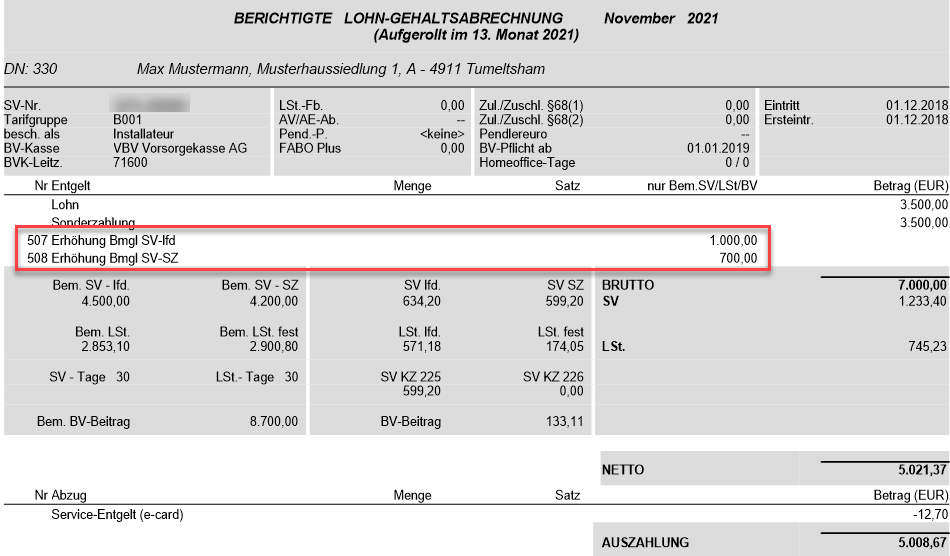 BERICHTIGTE LOHN-GEHALTSABRECHNUNG November 2021
(Aufgerollt im 13. Monat 2021)
DN: 330 Max Mustermann, Musterhaussiedlung 1, A - 4911 Tumeltsham
SV-Nr. LSt.-Fb. 0,00 Zul./Zuschl. §68(1) 0,00 Eintritt 01.12.2018
Tarifgruppe B001 AV/AE-Ab. -- Zul./Zuschl. §68(2) 0,00 Ersteintr. 01.12.2018
besch. als Installateur Pend.-P. <keine> Pendlereuro --
BV-Kasse VBV Vorsorgekasse AG FABO Plus 0,00 BV-Pflicht ab 01.01.2019
BVK-Leitz. 71600 Homeoffice-Tage 0 / 0
Nr Entgelt Menge Satz nur Bem.SV/LSt/BV Betrag (EUR)
Lohn 3.500,00
Sonderzahlung 3.500,00
507 Erhöhung Bmgl SV-lfd 1.000,00
508 Erhöhung Bmgl SV-SZ 700,00
Bem. SV - lfd. Bem. SV - SZ SV lfd. SV SZ BRUTTO 7.000,00
4.500,00 4.200,00 634,20 599,20 SV 1.233,40
Bem. LSt. Bem. LSt. fest LSt. lfd. LSt. fest
2.853,10 2.900,80 571,18 174,05 LSt. 745,23
SV - Tage 30 LSt.- Tage 30 SV KZ 225 SV KZ 226
599,20 0,00
Bem. BV-Beitrag 8.700,00 BV-Beitrag 133,11
NETTO 5.021,37
Nr Abzug Menge Satz Betrag (EUR)
Service-Entgelt (e-card) -12,70
AUSZAHLUNG 5.008,67